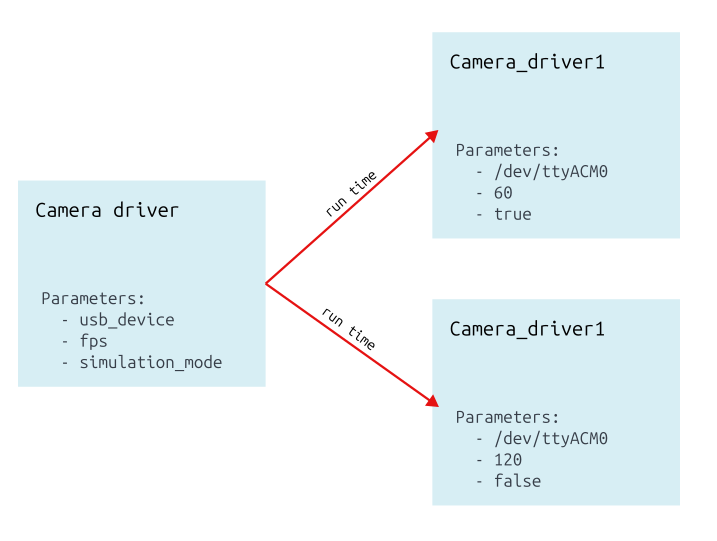 Camera driver
Parameters:
- usb_device
- fps
- simulation_mode
run time
run time
Camera_driver1
Parameters:
- /dev/ttyACM0
- 60
- true
Camera_driver1
Parameters:
- /dev/ttyACM0
- 120
- false